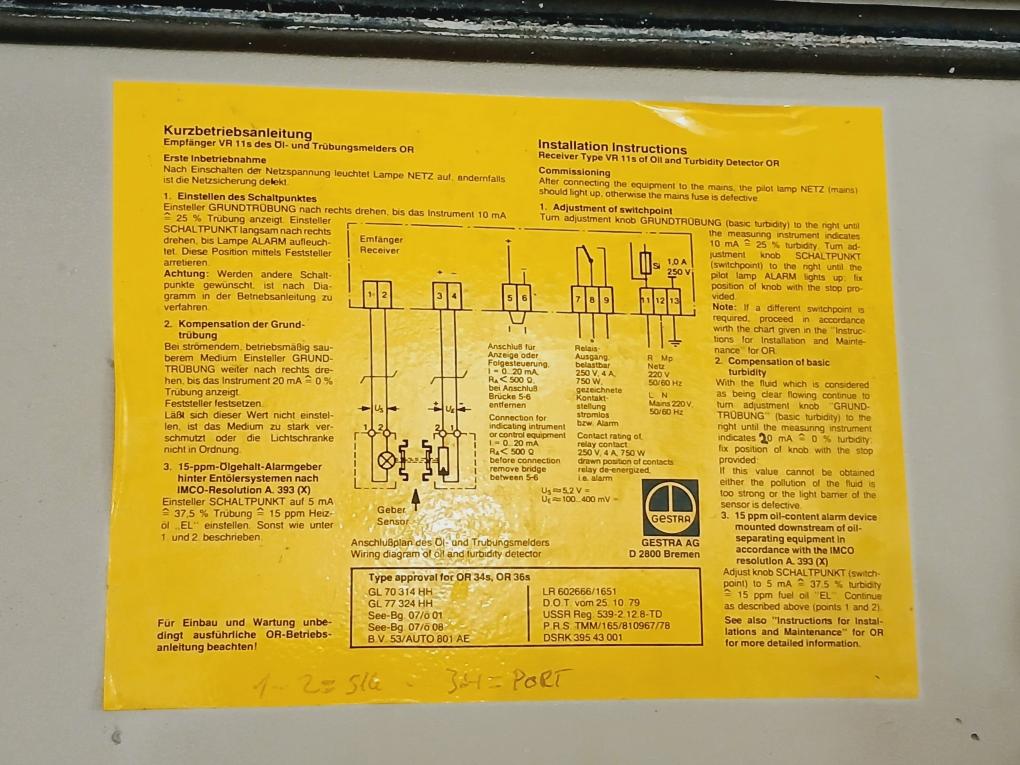 Kurzbetriebsanleitung
Empfänger VR 11s des Öl- und Trübungsmelders OR
Erste Inbetriebnahme
Nach Einschalten der Netzspannung leuchtet Lampe NETZ auf, andernfalls
ist die Netzsicherung defekt.
1. Einstellen des Schaltpunktes
Einsteller GRUNDTRÜBUNG nach rechts drehen, bis das Instrument 10 mA
≙ 25 % Trübung anzeigt. Einsteller
SCHALTPUNKT langsam nach rechts
drehen, bis Lampe ALARM aufleuch-
tet. Diese Position mittels Feststeller
arretieren.
Achtung: Werden andere Schalt-
punkte gewünscht, ist nach Dia-
gramm in der Betriebsanleitung zu
verfahren.
2. Kompensation der Grund-
trübung
Bei strömendem, betriebsmäßig sau-
berem Medium Einsteller GRUND-
TRÜBUNG weiter nach rechts dre-
hen, bis das Instrument 20 mA ≙ 0 %
Trübung anzeigt.
Feststeller festsetzen.
Läßt sich dieser Wert nicht einstel-
len, ist das Medium zu stark ver-
schmutzt oder die Lichtschranke
nicht in Ordnung.
3. 15-ppm-Ölgehalt-Alarmgeber
hinter Entölersystemen nach
IMCO-Resolution A. 393 (X)
Einsteller SCHALTPUNKT auf 5 mA
≙ 37,5 % Trübung ≙ 15 ppm Heiz-
öl „EL" einstellen. Sonst wie unter
1. und 2. beschrieben.
Für Einbau und Wartung unbe-
dingt ausführliche OR-Betriebs-
anleitung beachten!
Installation Instructions
Receiver Type VR 11s of Oil and Turbidity Detector OR
Commissioning
After connecting the equipment to the mains, the pilot lamp NETZ (mains)
should light up, otherwise the mains fuse is defective.
1. Adjustment of switchpoint
Turn adjustment knob GRUNDTRÜBUNG (basic turbidity) to the right until
the measuring instrument indicates
10 mA ≙ 25 % turbidity. Turn ad-
justment knob SCHALTPUNKT
(switchpoint) to the right until the
pilot lamp ALARM lights up; fix
position of knob with the stop pro-
vided.
Note: If a different switchpoint is
required, proceed in accordance
wirth the chart given in the "Instruc-
tions for Installation and Mainte-
nance" for OR.
2. Compensation of basic
turbidity
With the fluid which is considered
as being clear flowing continue to
turn adjustment knob "GRUND-
TRÜBUNG" (basic turbidity) to the
right until the measuring instrument
indicates 20 mA ≙ 0 % turbidity;
fix position of knob with the stop
provided.
If this value cannot be obtained
either the pollution of the fluid is
too strong or the light barrier of the
sensor is defective.
3. 15 ppm oil-content alarm device
mounted downstream of oil-
separating equipment in
accordance with the IMCO
resolution A. 393 (X)
Adjust knob SCHALTPUNKT (switch-
point) to 5 mA ≙ 37.5 % turbidity
≙ 15 ppm fuel oil "EL". Continue
as described above (points 1 and 2).
See also "Instructions for Instal-
lations and Maintenance" for OR
for more detailed information.
Emfänger
Receiver
Si 1,0 A
250 V
+ - +
1 2 3 4 5 6 7 8 9 11 12 13
- I I -
Anschluß für
Anzeige oder
Folgesteuerung,
I = 0...20 mA,
RA < 500 Ω,
bei Anschluß
Brücke 5-6
entfernen
Connection for
indicating intrument
or control equipment
I = 0...20 mA
RA < 500 Ω
before connection
remove bridge
between 5-6
Relais-
Ausgang,
belastbar
250 V, 4 A,
750 W,
gezeichnete
Kontakt-
stellung
stromlos
bzw. Alarm
Contact rating of
relay contact
250 V, 4 A, 750 W
drawn position of contacts
relay de-energized,
i.e. alarm
R Mp
Netz
220 V
50/60 Hz
L N
Mains 220 V,
50/60 Hz
US UE
1 2 2 1
US ≈ 5,2 V =
UE ≈ 100...400 mV =
Geber
Sensor
GESTRA
GESTRA AG
D 2800 Bremen
Anschlußplan des Öl- und Trübungsmelders
Wiring diagram of oil and turbidity detector
Type approval for OR 34s, OR 36s
GL 70 314 HH
GL 77 324 HH
See-Bg. 07/ö 01
See-Bg. 07/ö 08
B.V. 53/AUTO 801 AE
LR 602666/1651
D.O.T. vom 25. 10. 79
USSR Reg. 539-2.12.8-TD
P.R.S. TMM/165/810967/78
DSRK 395 43 001